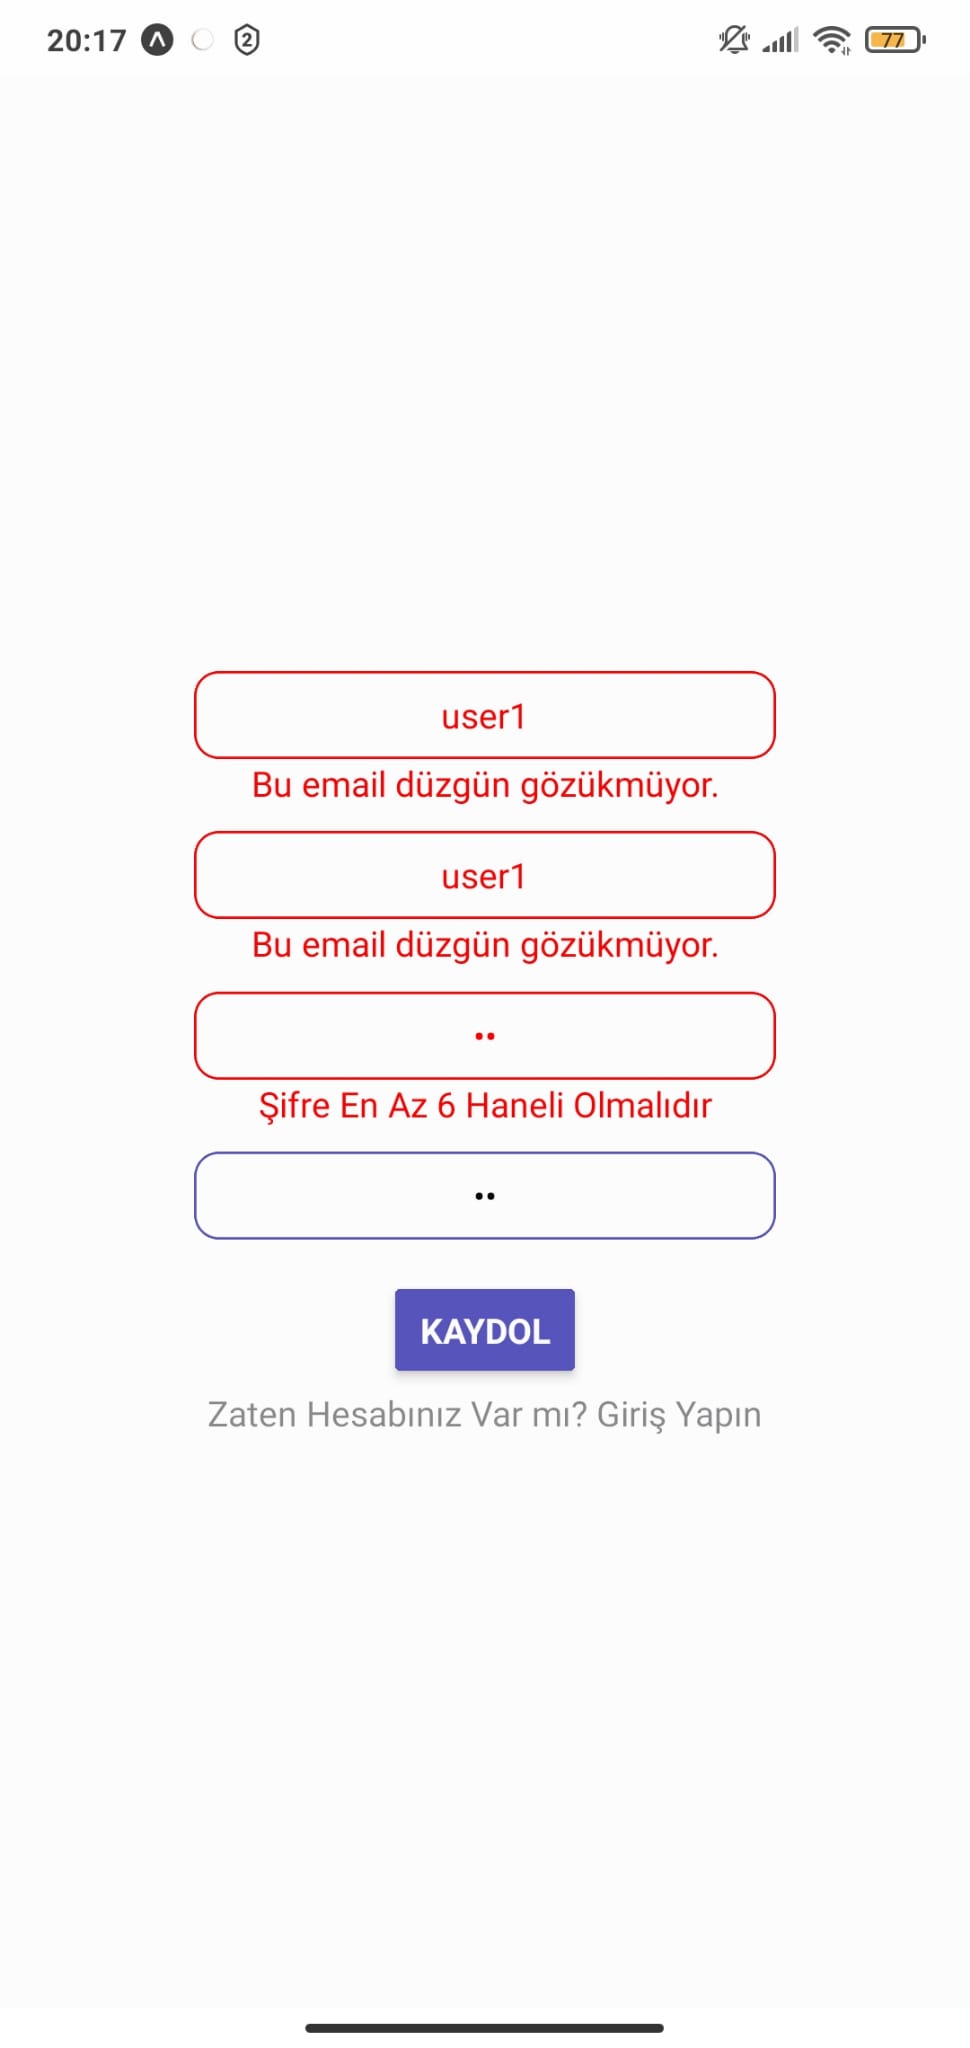 20:17
2
77
user1
Bu email düzgün gözükmüyor.
user1
Bu email düzgün gözükmüyor.
••
Şifre En Az 6 Haneli Olmalıdır
••
KAYDOL
Zaten Hesabınız Var mı? Giriş Yapın